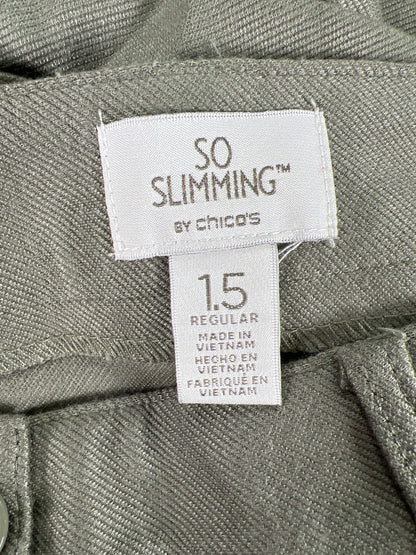 SO
SLIMMING™
BY chico's
1.5
REGULAR
MADE IN
VIETNAM
HECHO EN
VIETNAM
FABRIQUÉ EN
VIETNAM